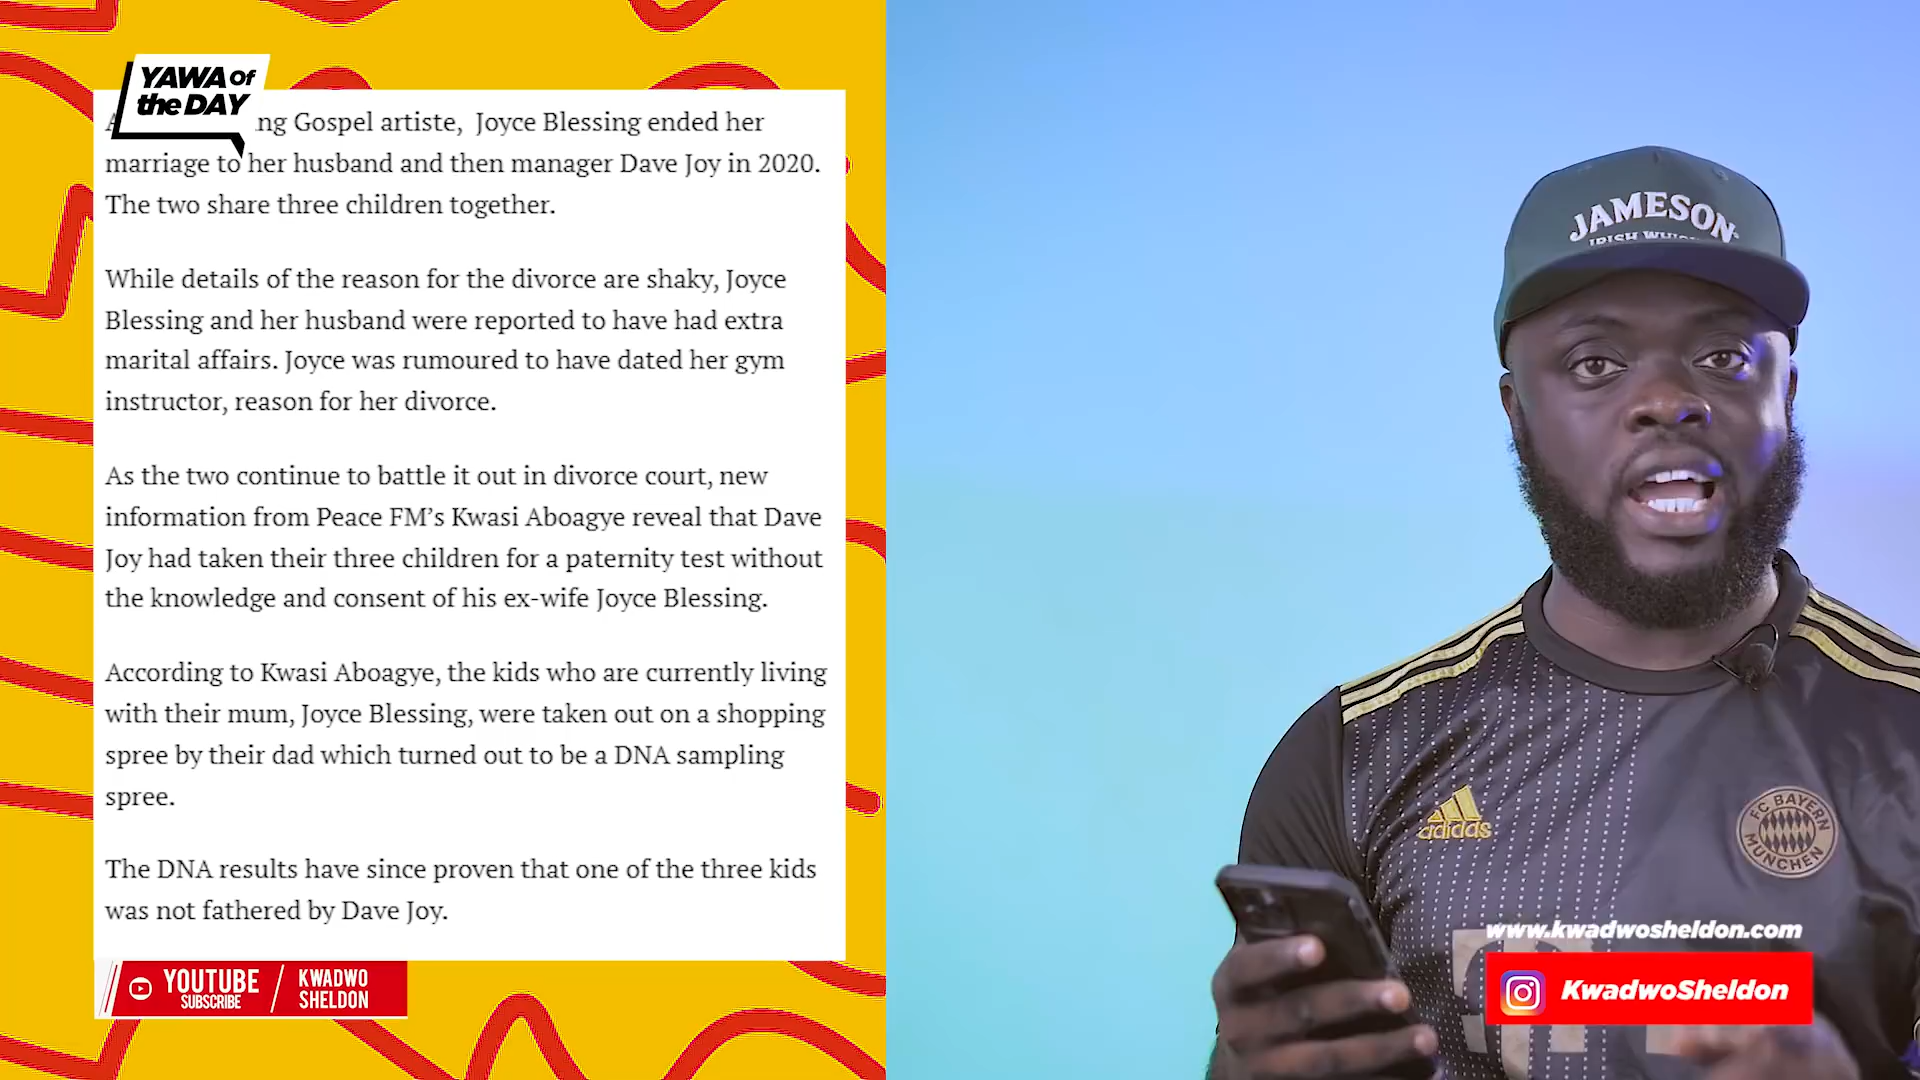 YAWA of
the DAY
ng Gospel artiste, Joyce Blessing ended her
marriage to her husband and then manager Dave Joy in 2020.
The two share three children together.
While details of the reason for the divorce are shaky, Joyce
Blessing and her husband were reported to have had extra
marital affairs. Joyce was rumoured to have dated her gym
instructor, reason for her divorce.
As the two continue to battle it out in divorce court, new
information from Peace FM’s Kwasi Aboagye reveal that Dave
Joy had taken their three children for a paternity test without
the knowledge and consent of his ex-wife Joyce Blessing.
According to Kwasi Aboagye, the kids who are currently living
with their mum, Joyce Blessing, were taken out on a shopping
spree by their dad which turned out to be a DNA sampling
spree.
The DNA results have since proven that one of the three kids
was not fathered by Dave Joy.
YOUTUBE
SUBSCRIBE
KWADWO
SHELDON
JAMESON
IRISH
adidas
FC BAYERN
MÜNCHEN
www.kwadwosheldon.com
KwadwoSheldon